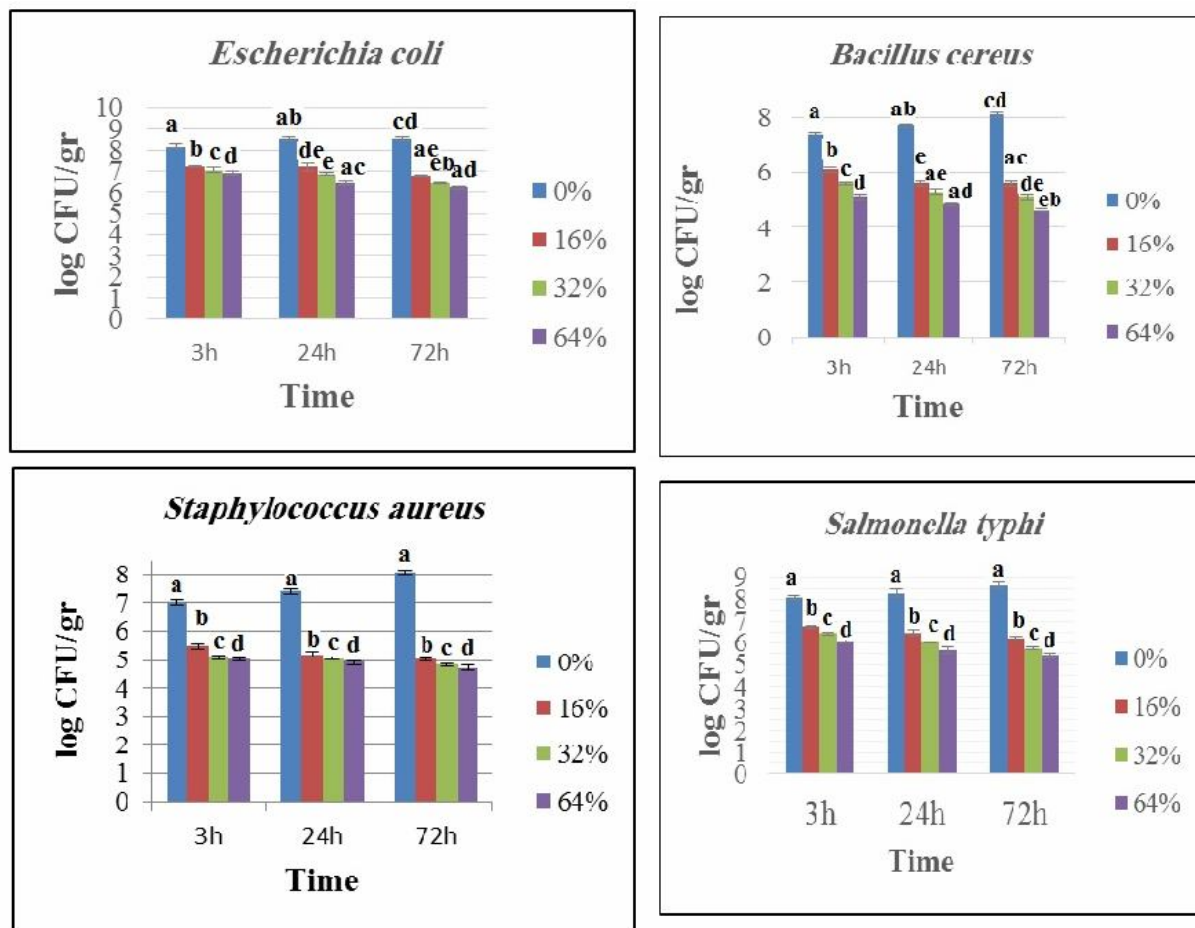 Escherichia coli
log CFU/gr
10
9
8
7
6
5
4
3
2
1
0
a b c d
ab de e ac
cd ae eb ad
3h 24h 72h
Time
0%
16%
32%
64%
Bacillus cereus
log CFU/gr
8
6
4
2
0
a b c d
ab e ae ad
cd ac de eb
3h 24h 72h
Time
0%
16%
32%
64%
Staphylococcus aureus
log CFU/gr
8
7
6
5
4
3
2
1
0
a b c d
a b c d
a b c d
3h 24h 72h
Time
0%
16%
32%
64%
Salmonella typhi
log CFU/gr
9
8
7
6
5
4
3
2
1
0
a b c d
a b c d
a b c d
3h 24h 72h
Time
0%
16%
32%
64%